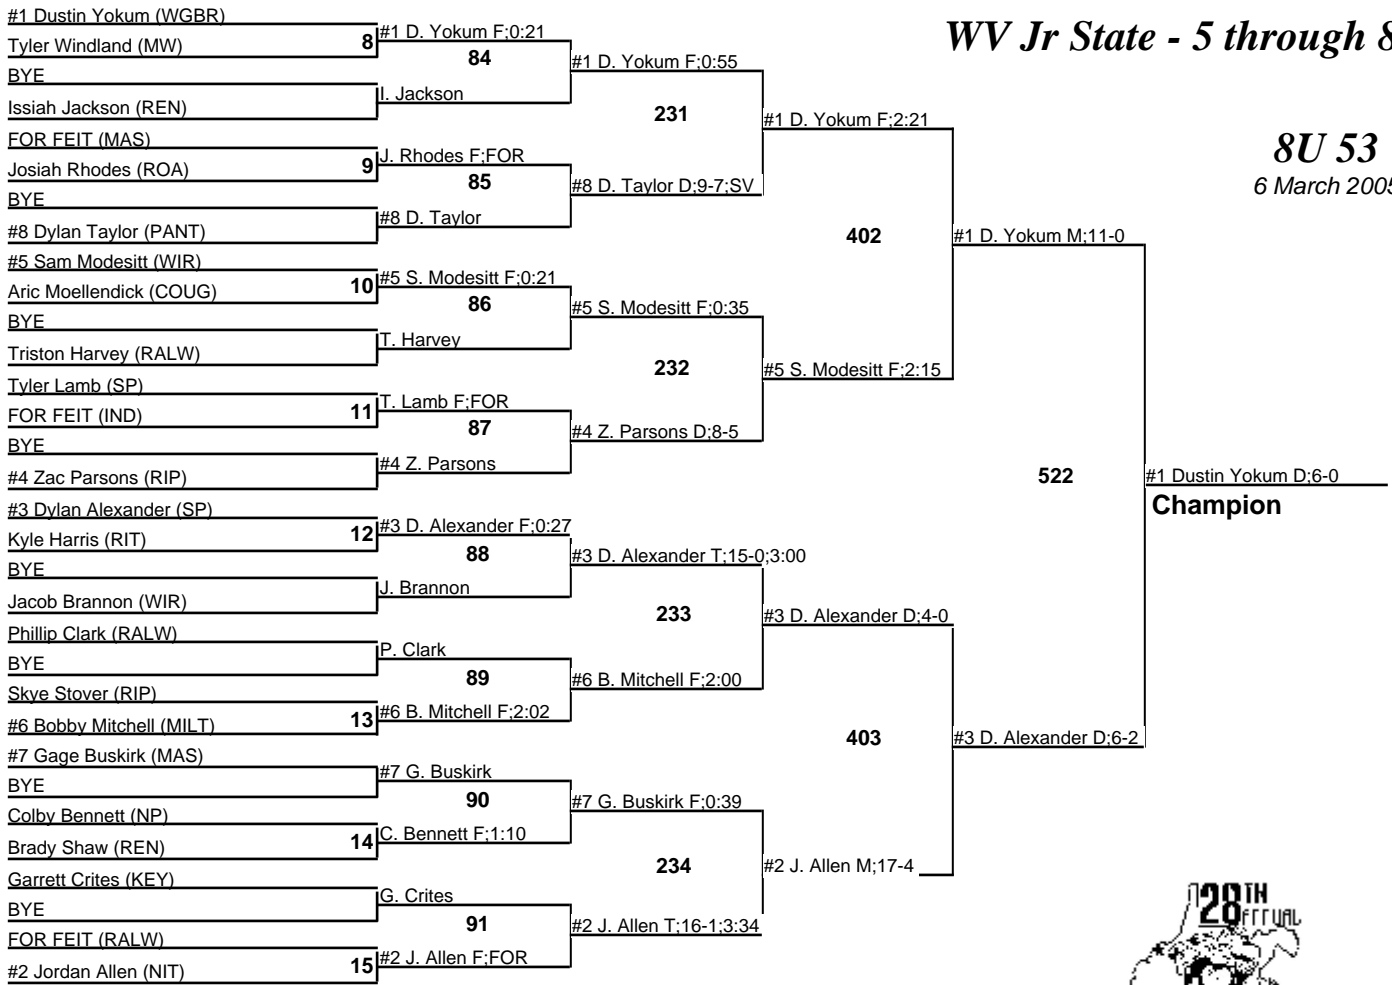 WV Jr State - 5 through 8
8U 53
6 March 2005
#1 Dustin Yokum (WGBR)
Tyler Windland (MW)
BYE
Issiah Jackson (REN)
FOR FEIT (MAS)
Josiah Rhodes (ROA)
BYE
#8 Dylan Taylor (PANT)
#5 Sam Modesitt (WIR)
Aric Moellendick (COUG)
BYE
Triston Harvey (RALW)
Tyler Lamb (SP)
FOR FEIT (IND)
BYE
#4 Zac Parsons (RIP)
#3 Dylan Alexander (SP)
Kyle Harris (RIT)
BYE
Jacob Brannon (WIR)
Phillip Clark (RALW)
BYE
Skye Stover (RIP)
#6 Bobby Mitchell (MILT)
#7 Gage Buskirk (MAS)
BYE
Colby Bennett (NP)
Brady Shaw (REN)
Garrett Crites (KEY)
BYE
FOR FEIT (RALW)
#2 Jordan Allen (NIT)
8
9
10
11
12
13
14
15
#1 D. Yokum F;0:21
84
I. Jackson
J. Rhodes F;FOR
85
#8 D. Taylor
#5 S. Modesitt F;0:21
86
T. Harvey
T. Lamb F;FOR
87
#4 Z. Parsons
#3 D. Alexander F;0:27
88
J. Brannon
P. Clark
89
#6 B. Mitchell F;2:02
#7 G. Buskirk
90
C. Bennett F;1:10
G. Crites
91
#2 J. Allen F;FOR
#1 D. Yokum F;0:55
231
#8 D. Taylor D;9-7;SV
#5 S. Modesitt F;0:35
232
#4 Z. Parsons D;8-5
#3 D. Alexander T;15-0;3:00
233
#6 B. Mitchell F;2:00
#7 G. Buskirk F;0:39
234
#2 J. Allen T;16-1;3:34
#1 D. Yokum F;2:21
402
#5 S. Modesitt F;2:15
#3 D. Alexander D;4-0
403
#2 J. Allen M;17-4
#1 D. Yokum M;11-0
522
#3 D. Alexander D;6-2
#1 Dustin Yokum D;6-0
Champion
28TH